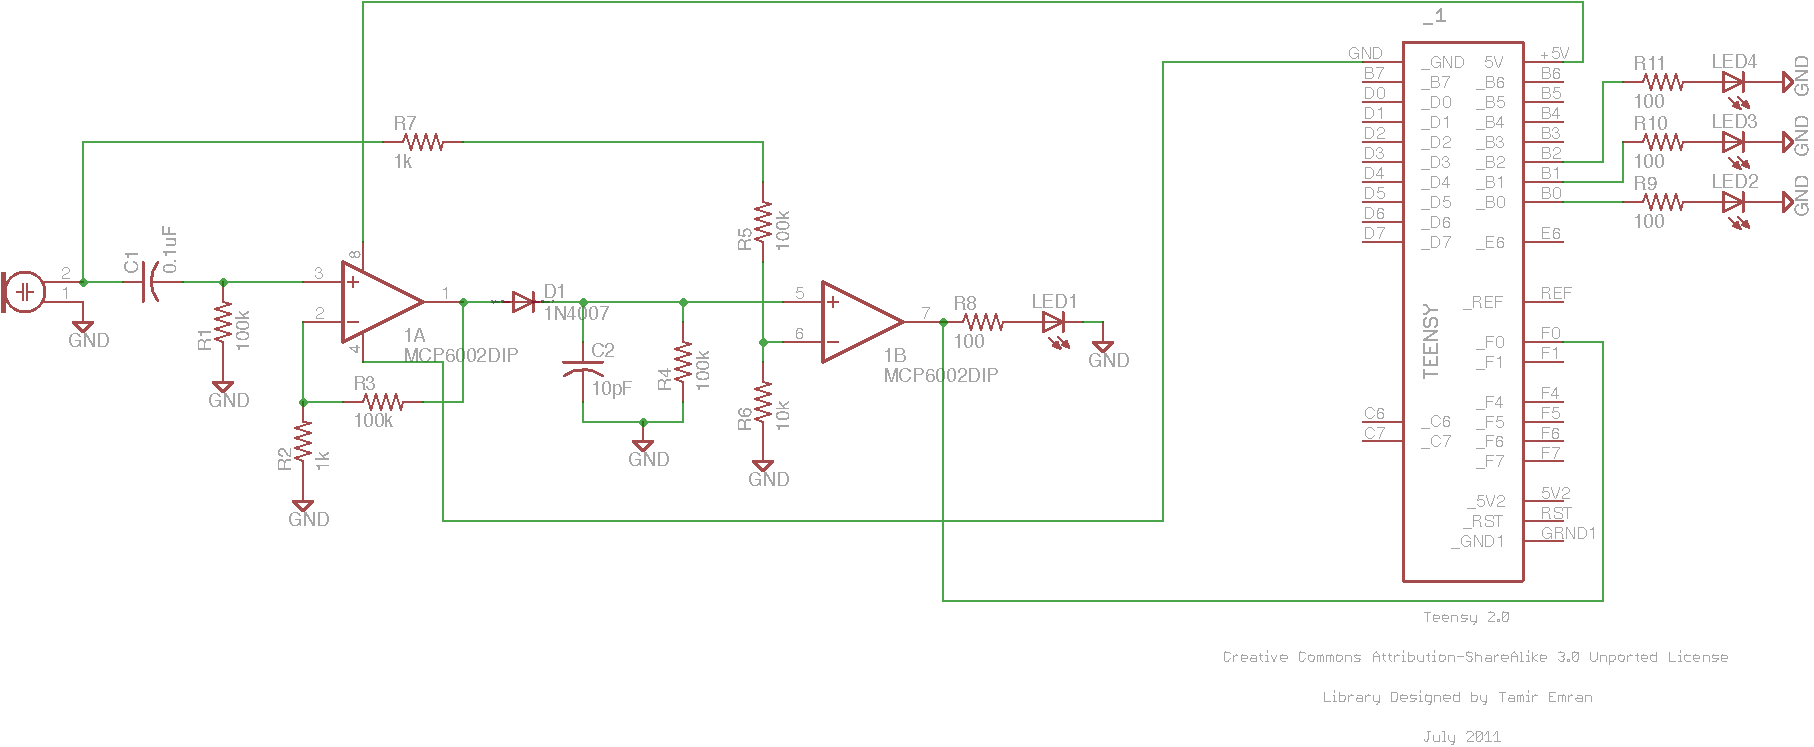 _1
GND
_GND
5V
+5V
B7
_B7
_B6
B6
D0
_D0
_B5
B5
D1
_D1
_B4
B4
D2
_D2
_B3
B3
D3
_D3
_B2
B2
D4
_D4
_B1
B1
D5
_D5
_B0
B0
D6
_D6
D7
_D7
_E6
E6
_REF
REF
_F0
F0
_F1
F1
_F4
F4
C6
_C6
_F5
F5
C7
_C7
_F6
F6
_F7
F7
_5V2
5V2
_RST
RST
_GND1
GRND1
TEENSY
R11
100
LED4
GND
R10
100
LED3
GND
R9
100
LED2
GND
R7
1k
2
1
GND
C1
0.1uF
R1
100k
GND
3
2
8
4
1
1A
MCP6002DIP
R3
100k
R2
1k
GND
D1
1N4007
C2
10pF
R4
100k
GND
R5
100k
R6
10k
GND
5
6
7
1B
MCP6002DIP
R8
100
LED1
GND
Teensy 2.0
Creative Commons Attribution-ShareAlike 3.0 Unported License
Library Designed by Tamir Emran
July 2011